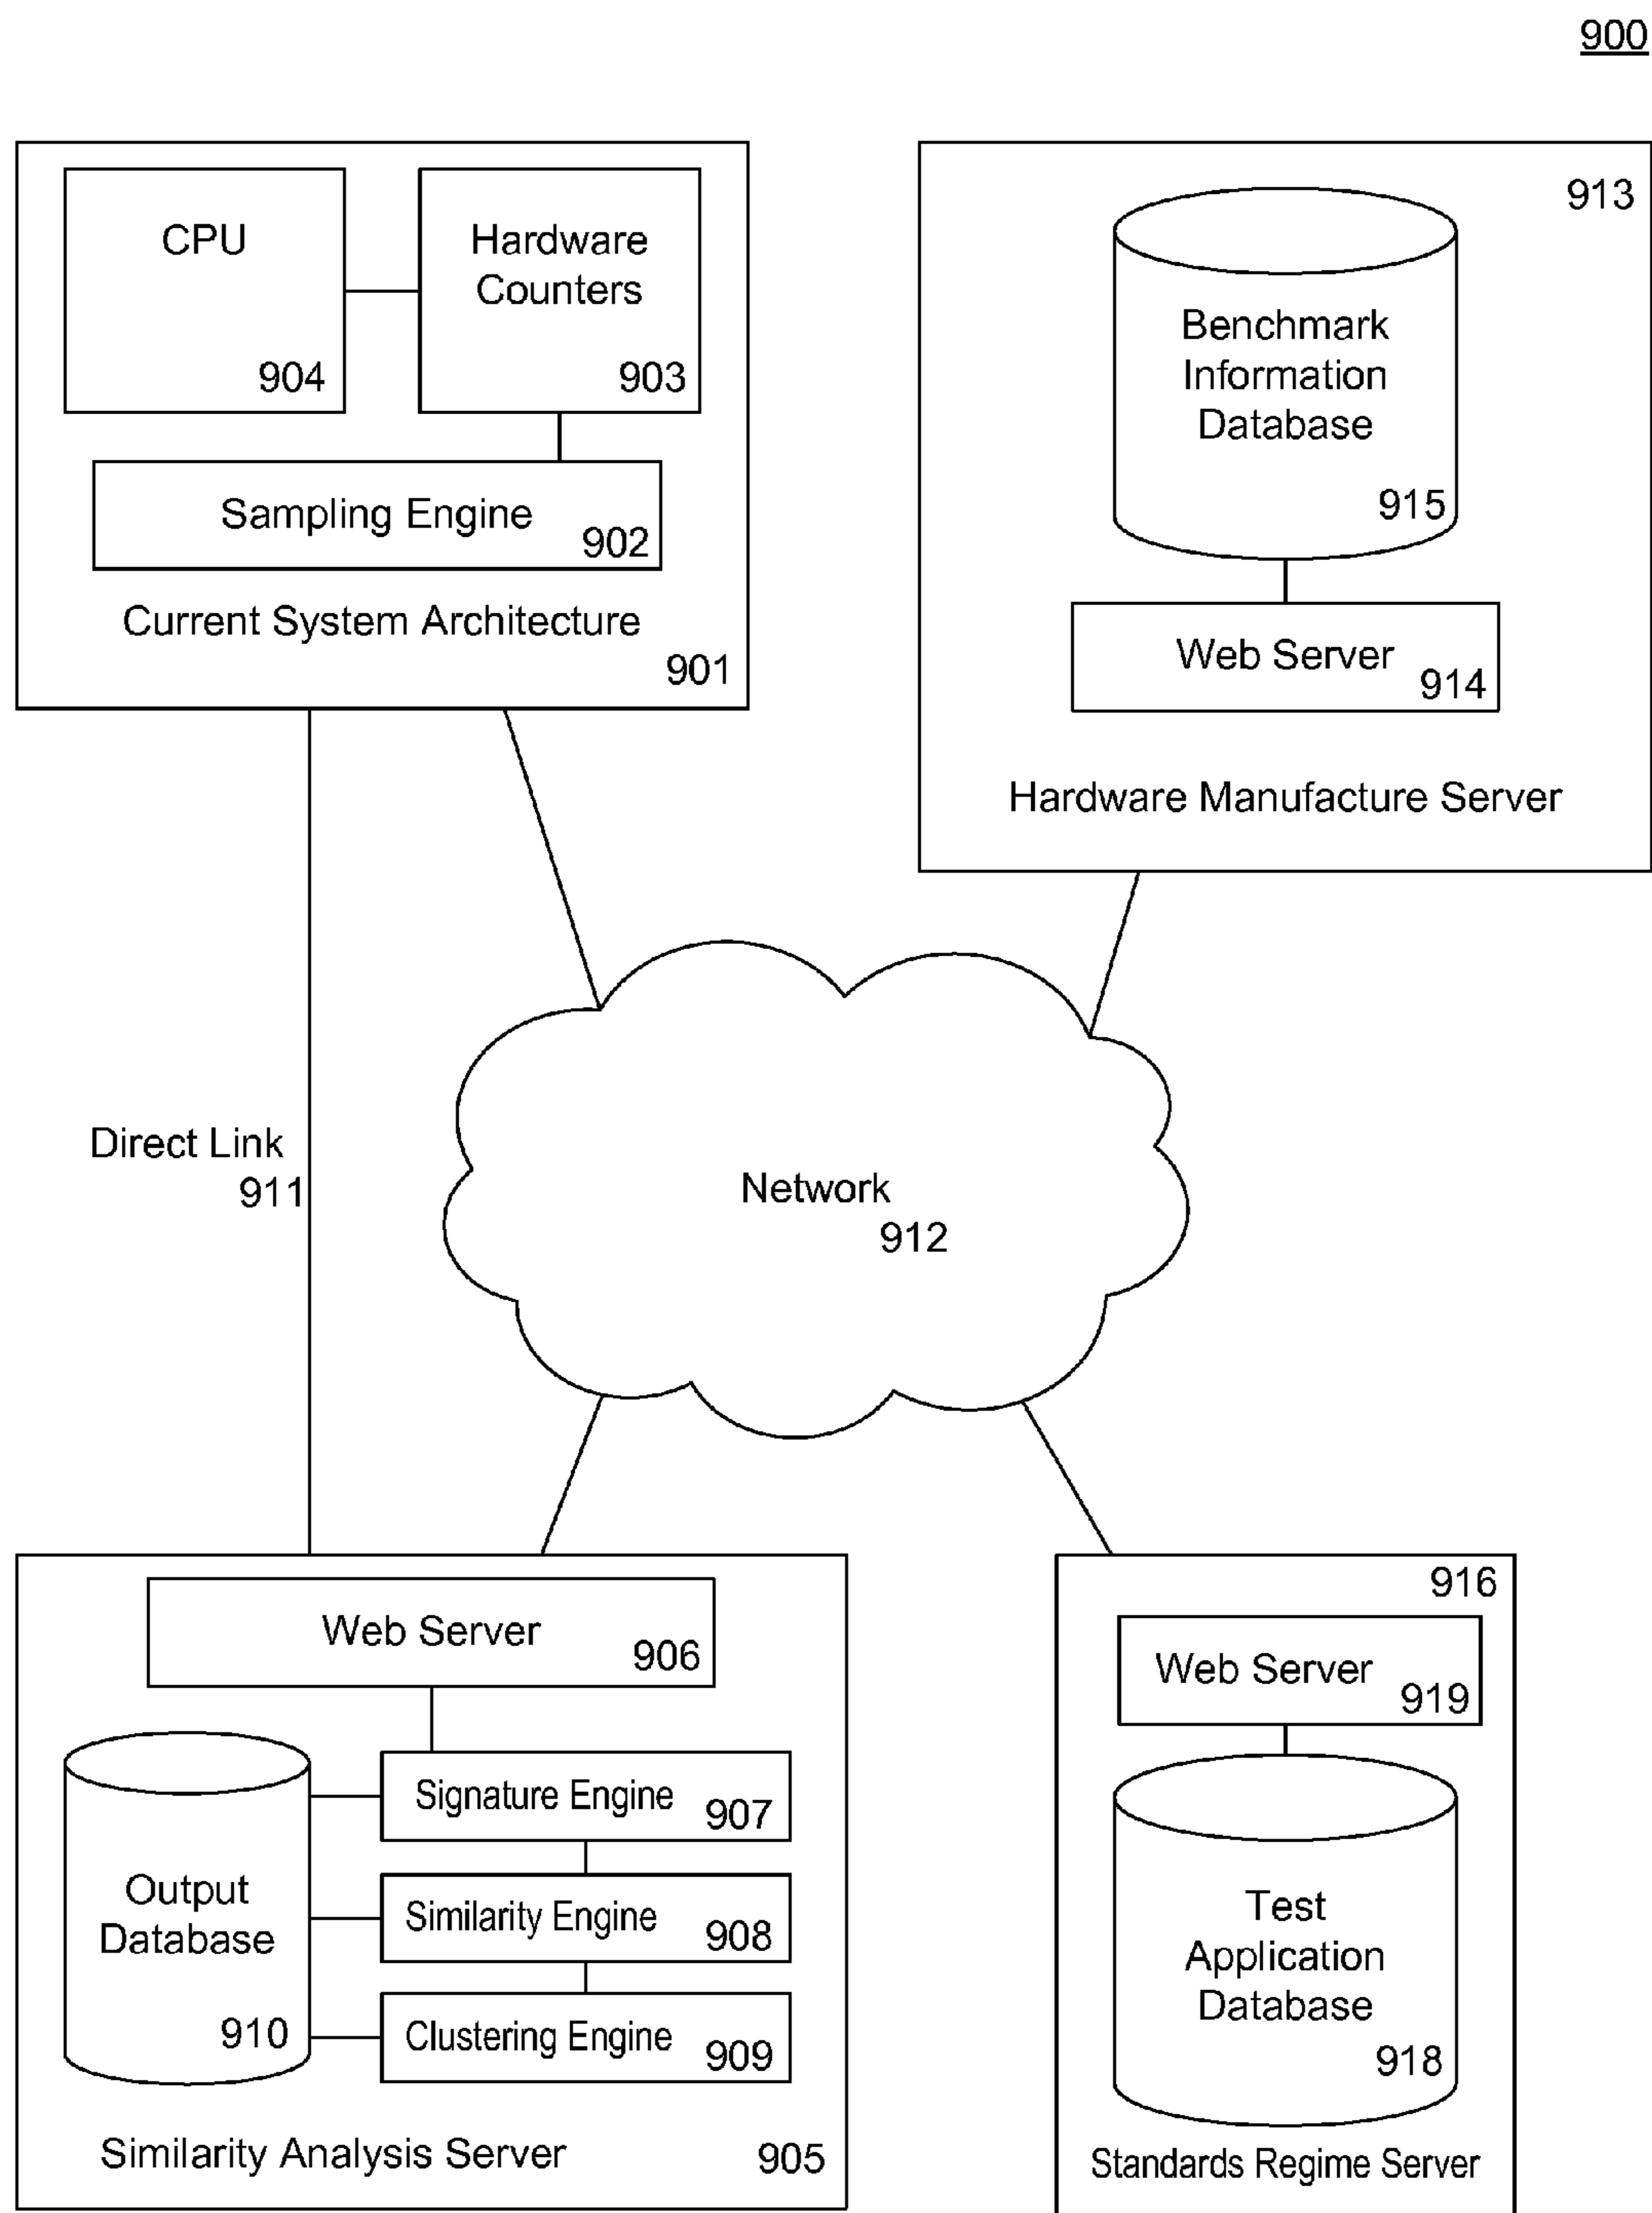 900
CPU
904
Hardware
Counters
903
Sampling Engine
902
Current System Architecture
901
913
Benchmark
Information
Database
915
Web Server
914
Hardware Manufacture Server
Direct Link
911
Network
912
Web Server
906
Output
Database
910
Signature Engine
907
Similarity Engine
908
Clustering Engine
909
Similarity Analysis Server
905
916
Web Server
919
Test
Application
Database
918
Standards Regime Server